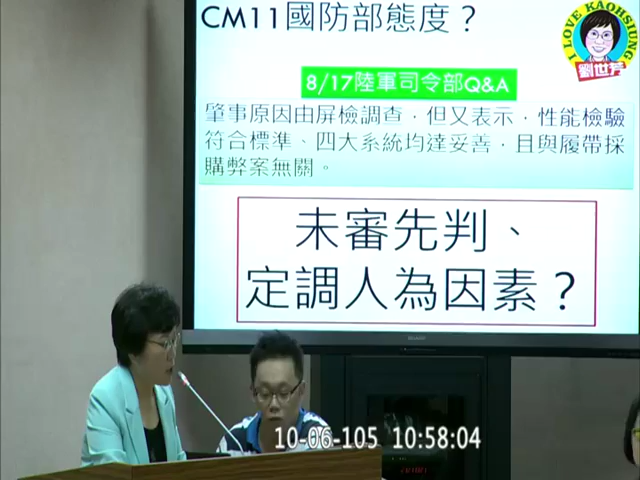 CM11國防部態度？
I LOVE KAOHSIUNG
劉世芳
8/17陸軍司令部Q&A
肇事原因由屏檢調查，但又表示，性能檢驗
符合標準、四大系統均達妥善，且與履帶採
購弊案無關。
未審先判、
定調人為因素？
10-06-105 10:58:04